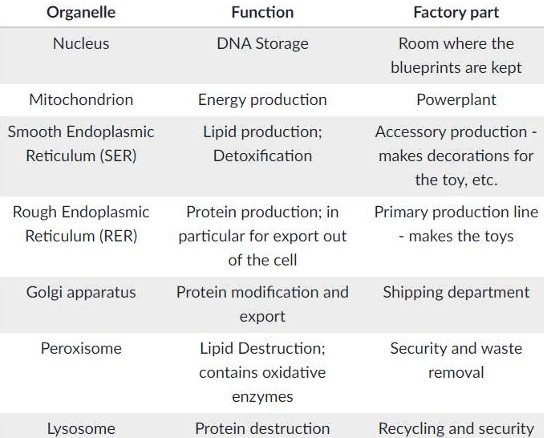 Organelle Function Factory part
Nucleus DNA Storage Room where the
blueprints are kept
Mitochondrion Energy production Powerplant
Smooth Endoplasmic Lipid production; Accessory production -
Reticulum (SER) Detoxification makes decorations for
the toy, etc.
Rough Endoplasmic Protein production; in Primary production line
Reticulum (RER) particular for export out - makes the toys
of the cell
Golgi apparatus Protein modification and Shipping department
export
Peroxisome Lipid Destruction; Security and waste
contains oxidative removal
enzymes
Lysosome Protein destruction Recycling and security